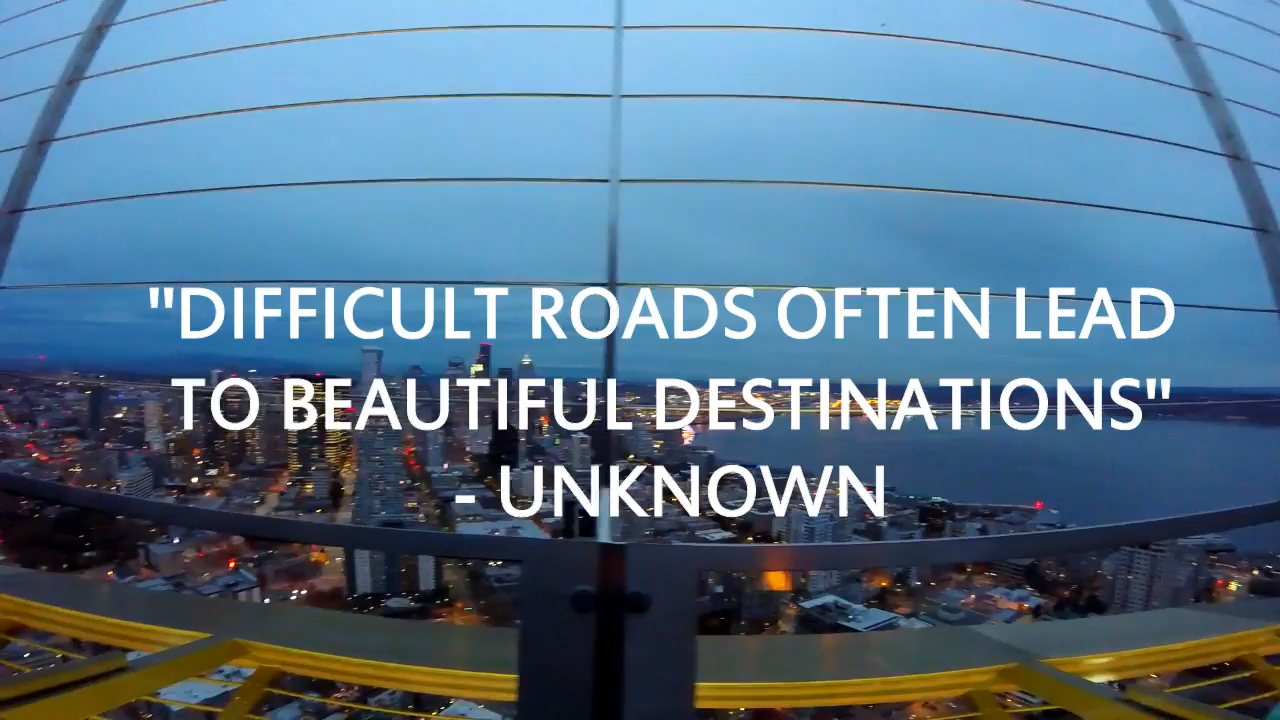 "DIFFICULT ROADS OFTEN LEAD
TO BEAUTIFUL DESTINATIONS"
- UNKNOWN